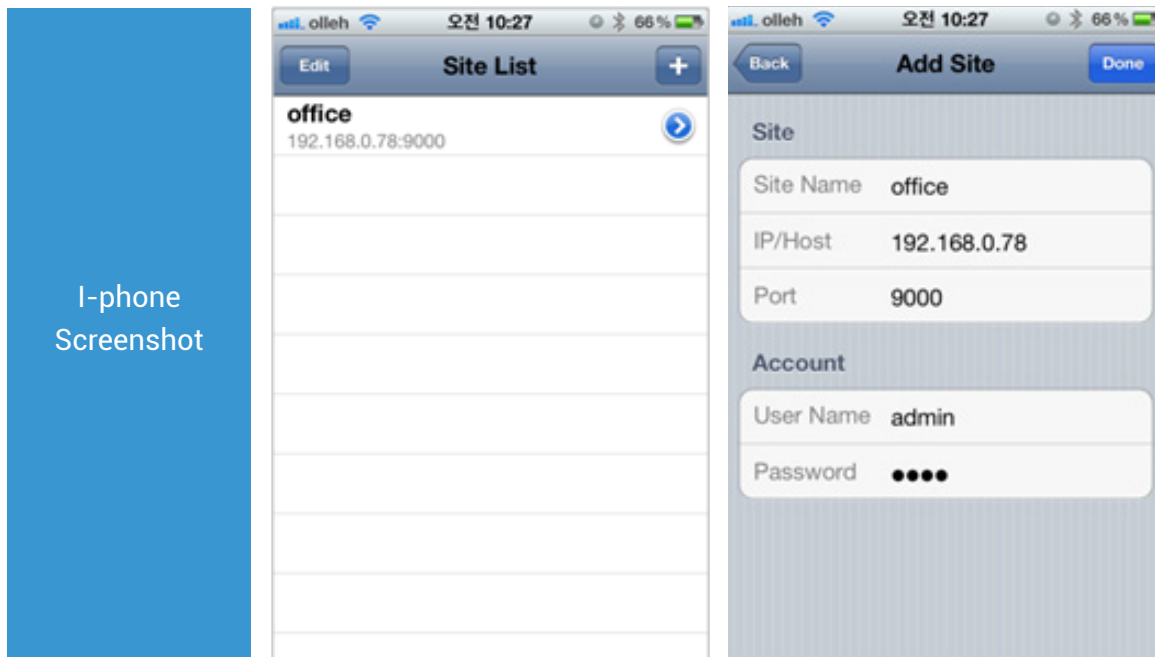 I-phone
Screenshot
olleh 오전 10:27 66%
Edit Site List +
office
192.168.0.78:9000
olleh 오전 10:27 66%
Back Add Site Done
Site
Site Name office
IP/Host 192.168.0.78
Port 9000
Account
User Name admin
Password ●●●●